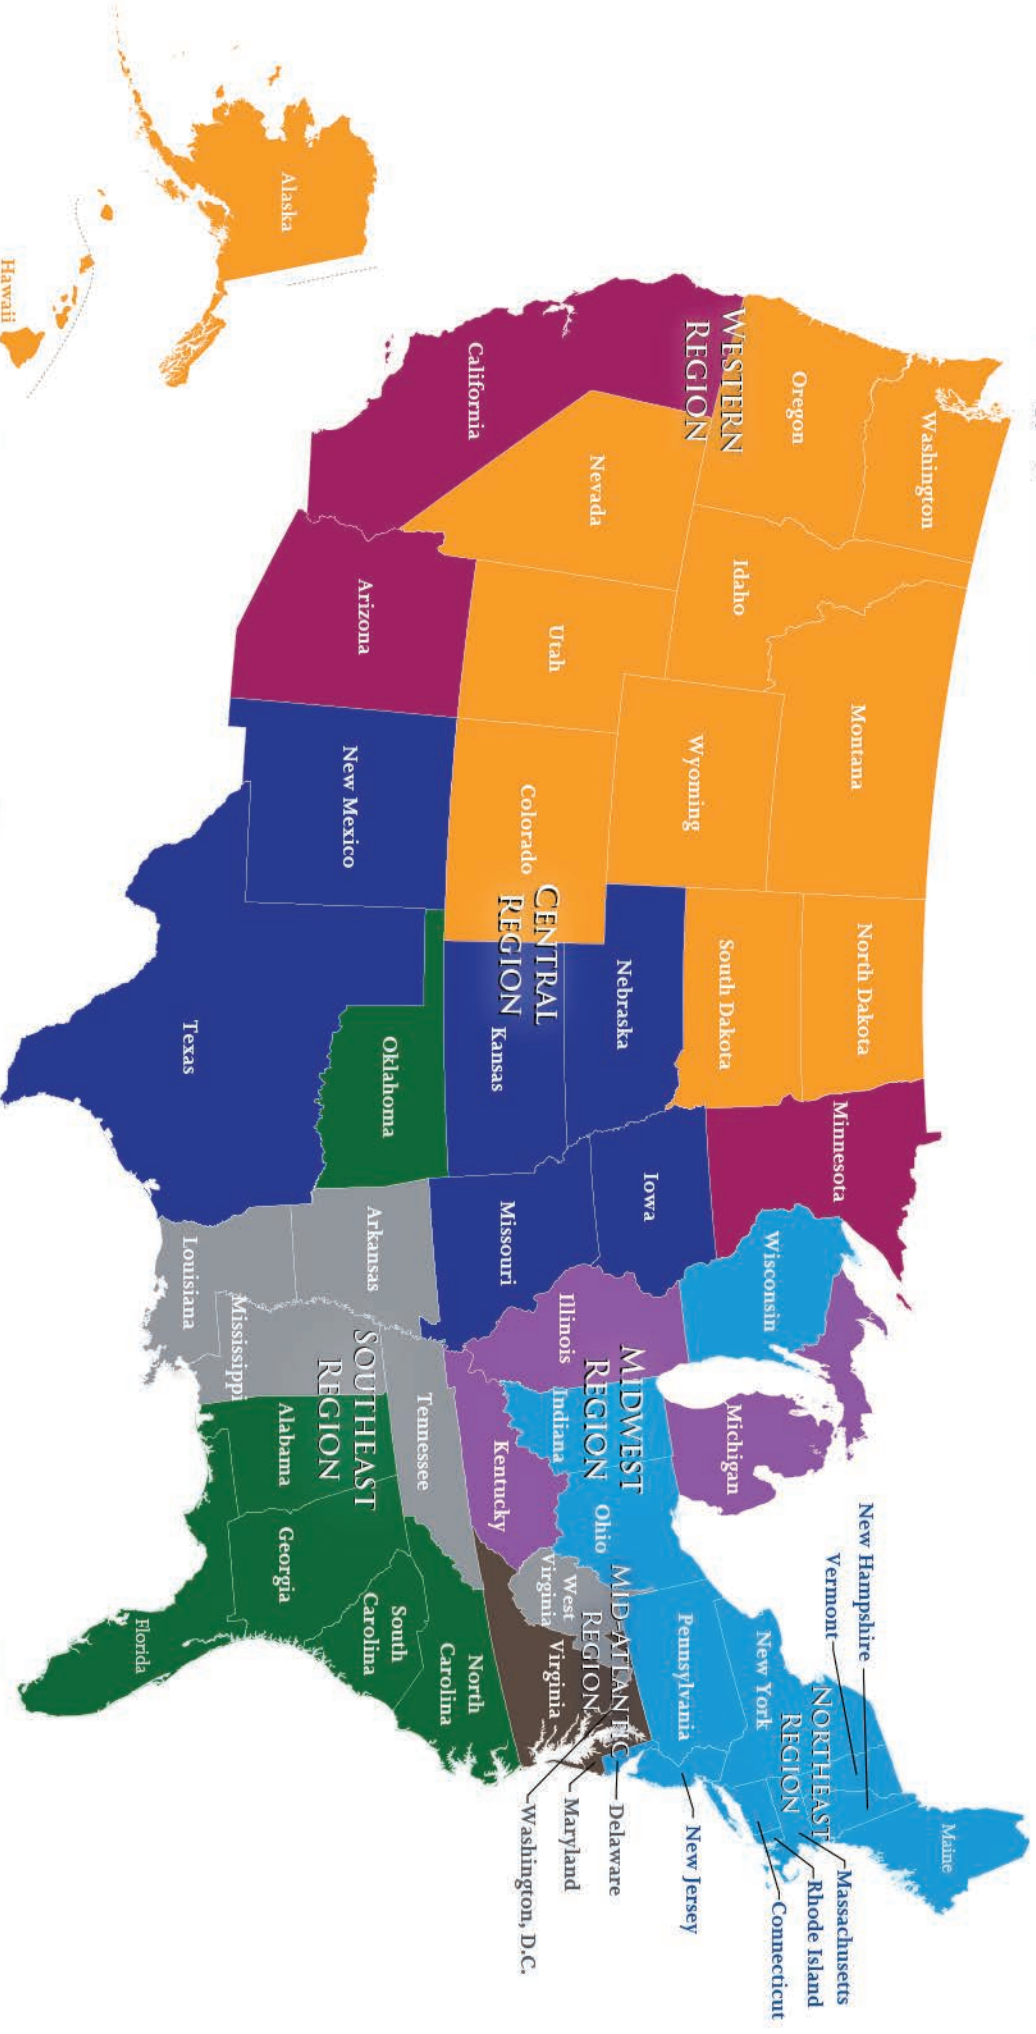 Washington
Oregon
WESTERN
REGION
California
Nevada
Idaho
Montana
Wyoming
Utah
Arizona
Colorado
New Mexico
Alaska
Hawaii
North Dakota
South Dakota
Nebraska
CENTRAL
REGION
Kansas
Oklahoma
Texas
Minnesota
Iowa
Missouri
Arkansas
Louisiana
Wisconsin
Illinois
MIDWEST
REGION
Michigan
Indiana
Ohio
Kentucky
Tennessee
Mississippi
SOUTHEAST
REGION
Alabama
Georgia
Florida
South
Carolina
North
Carolina
West
Virginia
Virginia
MID-ATLANTIC
REGION
Pennsylvania
New York
NORTHEAST
REGION
New Hampshire
Vermont
Maine
Massachusetts
Rhode Island
Connecticut
New Jersey
Delaware
Maryland
Washington, D.C.